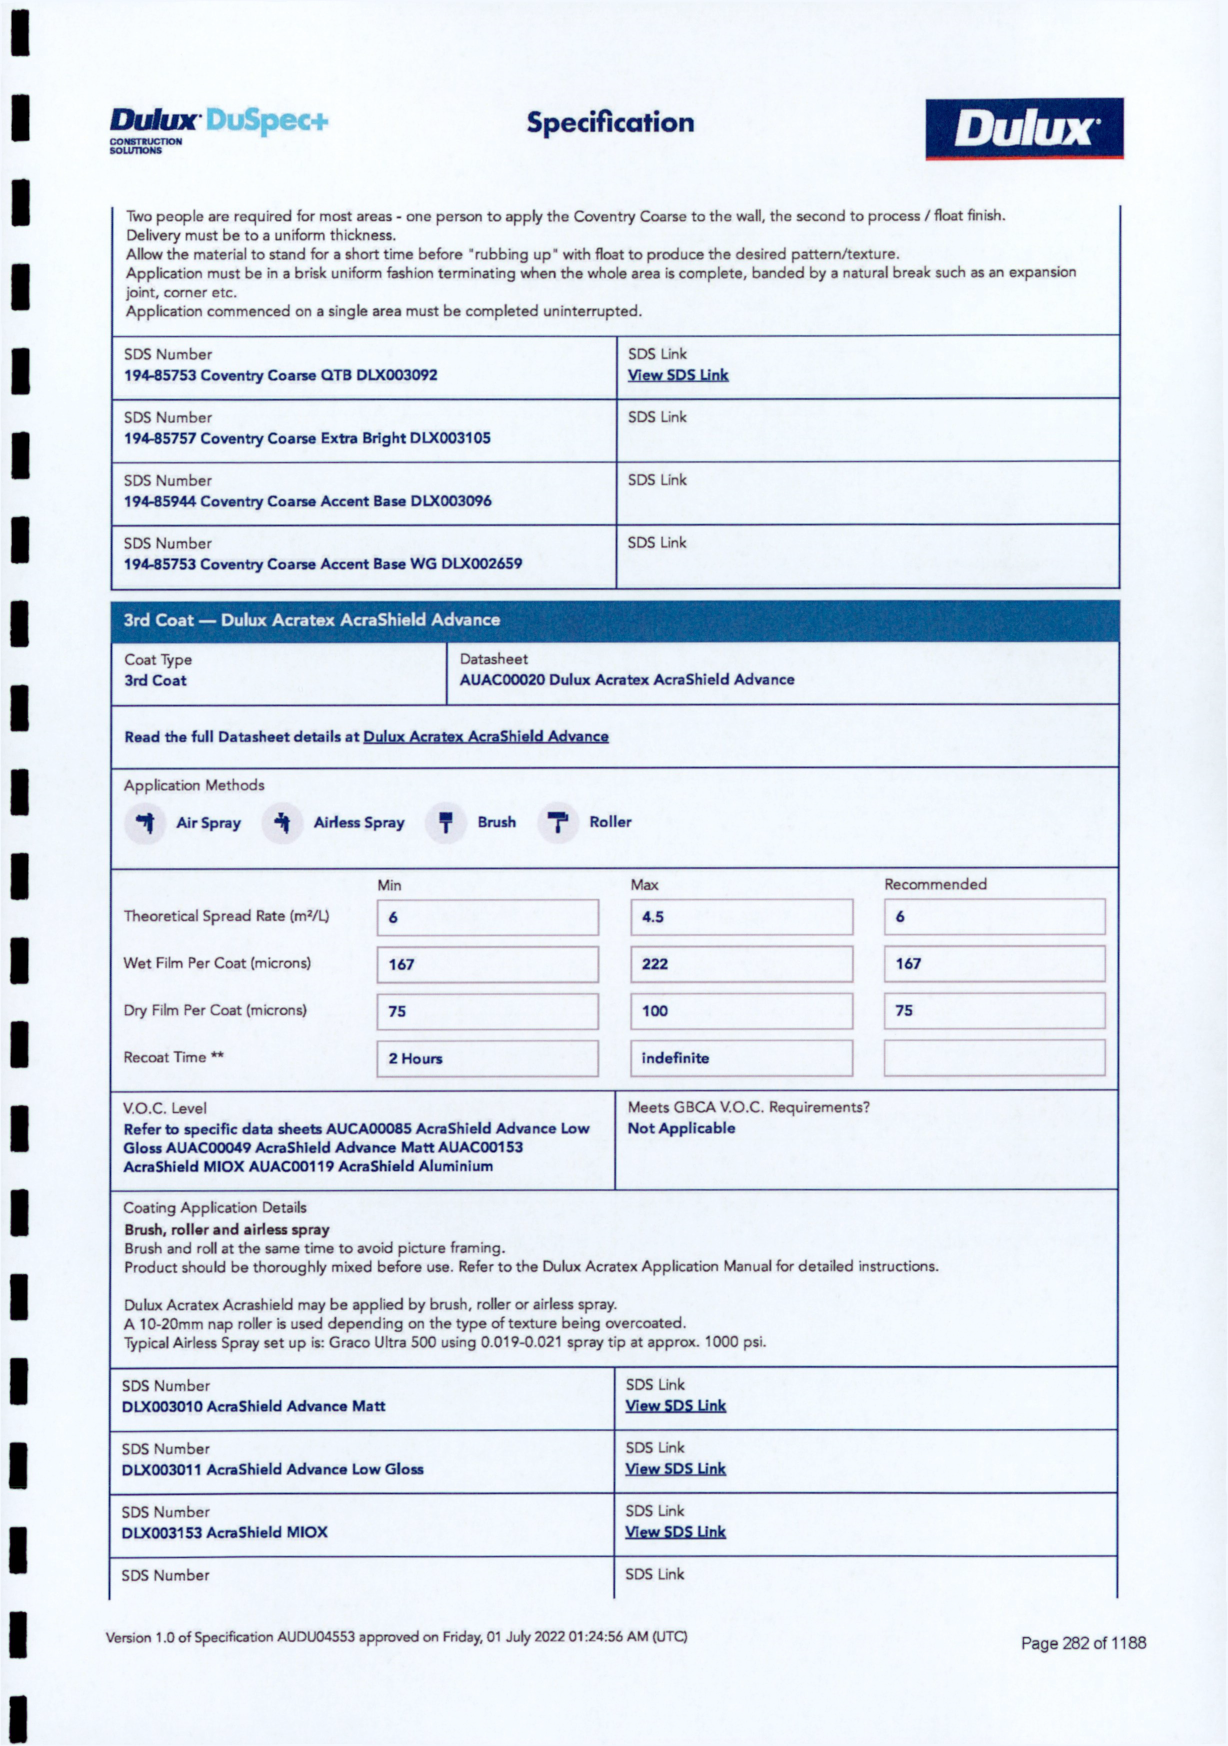 Dulux DuSpec+
CONSTRUCTION
SOLUTIONS
Specification
Dulux
Two people are required for most areas - one person to apply the Coventry Coarse to the wall, the second to process / float finish.
Delivery must be to a uniform thickness.
Allow the material to stand for a short time before "rubbing up" with float to produce the desired pattern/texture.
Application must be in a brisk uniform fashion terminating when the whole area is complete, banded by a natural break such as an expansion
joint, corner etc.
Application commenced on a single area must be completed uninterrupted.
SDS Number SDS Link
194-85753 Coventry Coarse QTB DLX003092 View SDS Link
SDS Number SDS Link
194-85757 Coventry Coarse Extra Bright DLX003105
SDS Number SDS Link
194-85944 Coventry Coarse Accent Base DLX003096
SDS Number SDS Link
194-85753 Coventry Coarse Accent Base WG DLX002659
3rd Coat — Dulux Acratex AcraShield Advance
Coat Type Datasheet
3rd Coat AUAC00020 Dulux Acratex AcraShield Advance
Read the full Datasheet details at Dulux Acratex AcraShield Advance
Application Methods
Air Spray Airless Spray Brush Roller
Min Max Recommended
Theoretical Spread Rate (m²/L) 6 4.5 6
Wet Film Per Coat (microns) 167 222 167
Dry Film Per Coat (microns) 75 100 75
Recoat Time ** 2 Hours indefinite
V.O.C. Level Meets GBCA V.O.C. Requirements?
Refer to specific data sheets AUCA00085 AcraShield Advance Low Not Applicable
Gloss AUAC00049 AcraShield Advance Matt AUAC00153
AcraShield MIOX AUAC00119 AcraShield Aluminium
Coating Application Details
Brush, roller and airless spray
Brush and roll at the same time to avoid picture framing.
Product should be thoroughly mixed before use. Refer to the Dulux Acratex Application Manual for detailed instructions.
Dulux Acratex Acrashield may be applied by brush, roller or airless spray.
A 10-20mm nap roller is used depending on the type of texture being overcoated.
Typical Airless Spray set up is: Graco Ultra 500 using 0.019-0.021 spray tip at approx. 1000 psi.
SDS Number SDS Link
DLX003010 AcraShield Advance Matt View SDS Link
SDS Number SDS Link
DLX003011 AcraShield Advance Low Gloss View SDS Link
SDS Number SDS Link
DLX003153 AcraShield MIOX View SDS Link
SDS Number SDS Link
Version 1.0 of Specification AUDU04553 approved on Friday, 01 July 2022 01:24:56 AM (UTC)
Page 282 of 1188